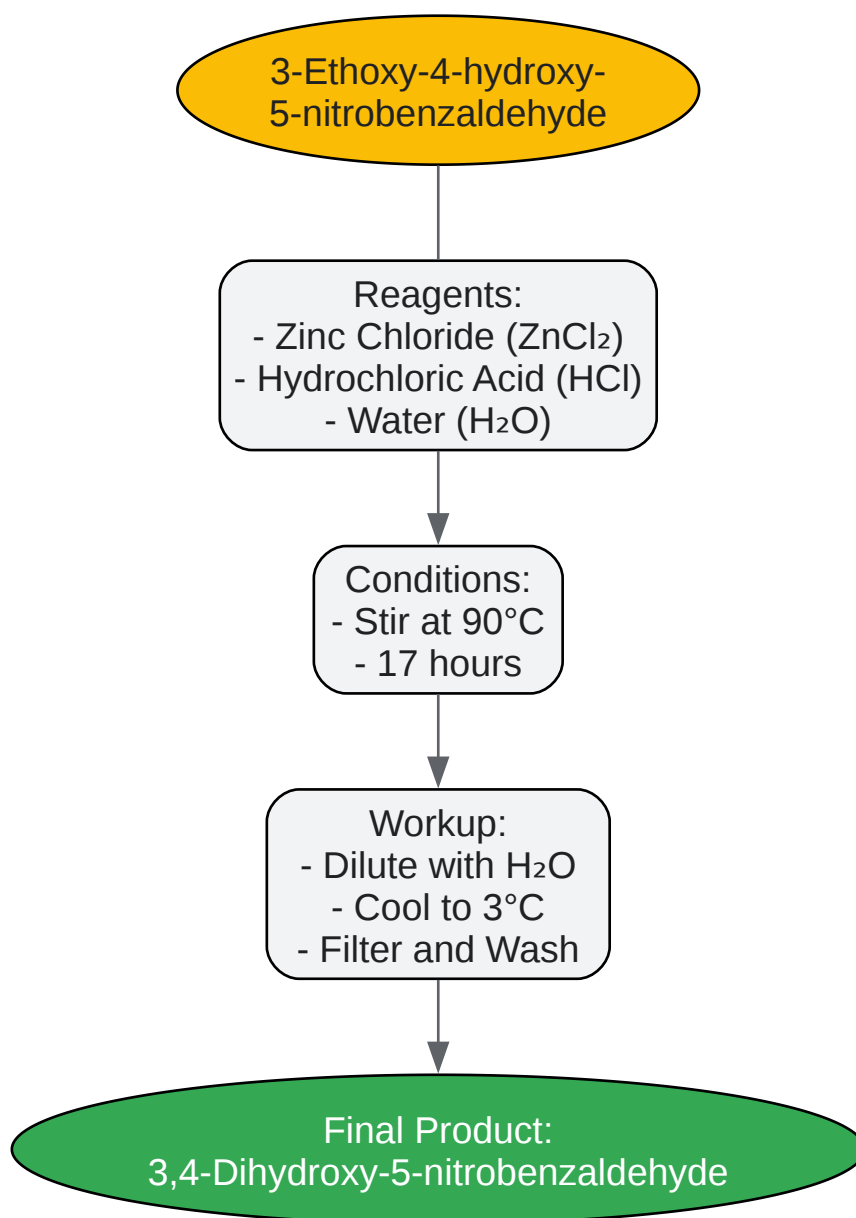 3-Ethoxy-4-hydroxy-
5-nitrobenzaldehyde
Reagents:
- Zinc Chloride (ZnCl₂)
- Hydrochloric Acid (HCl)
- Water (H₂O)
Conditions:
- Stir at 90°C
- 17 hours
Workup:
- Dilute with H₂O
- Cool to 3°C
- Filter and Wash
Final Product:
3,4-Dihydroxy-5-nitrobenzaldehyde